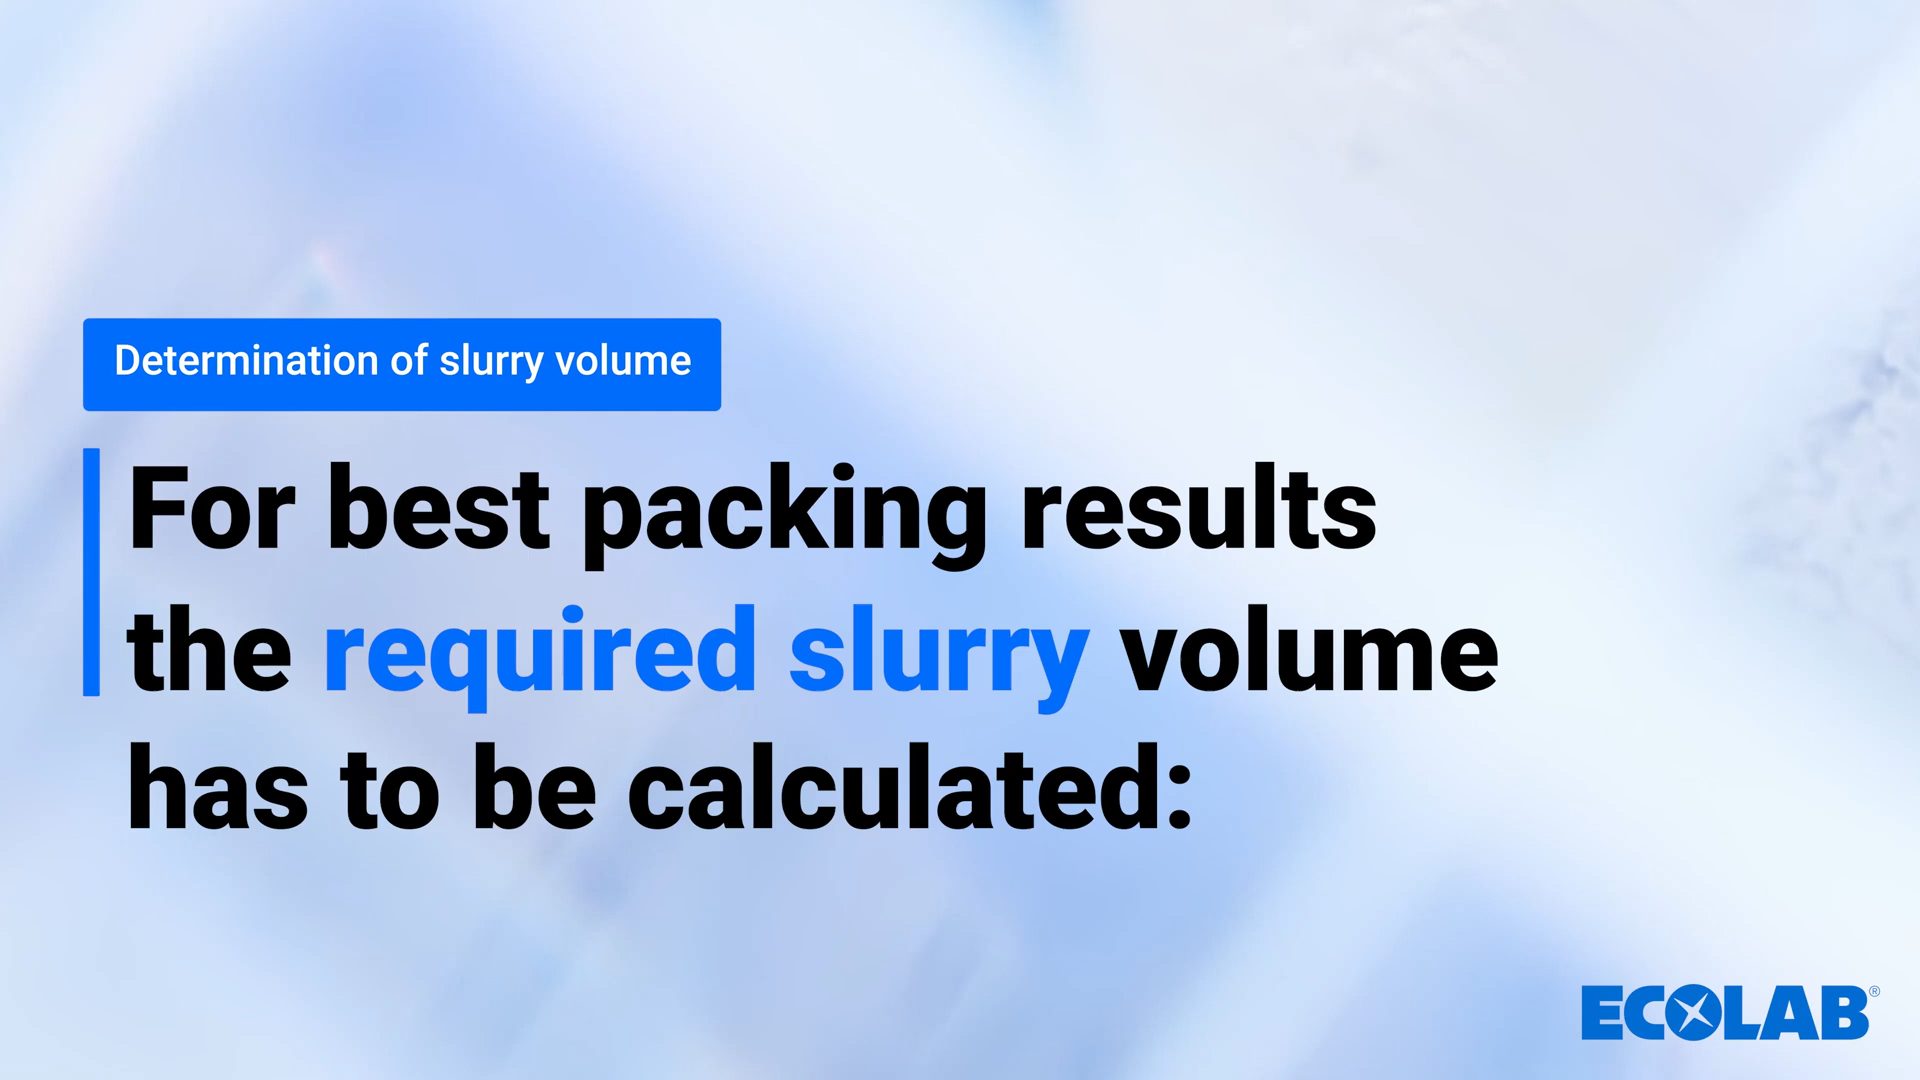 Determination of slurry volume
For best packing results
the required slurry volume
has to be calculated:
ECOLAB®